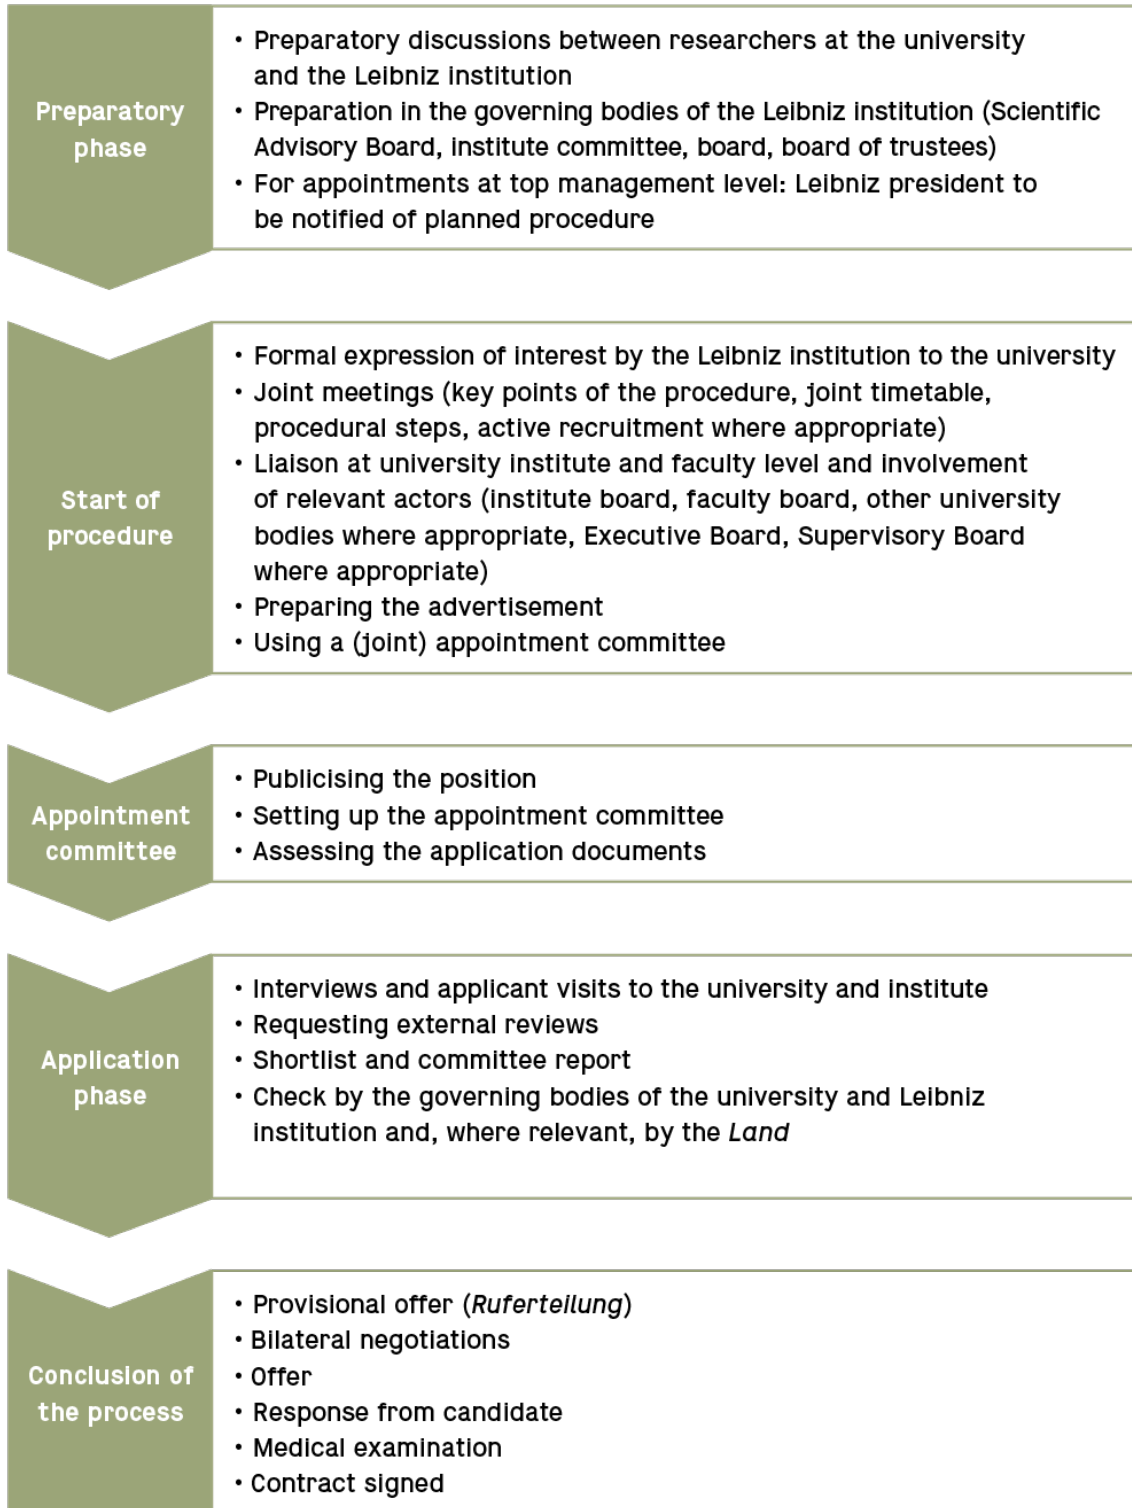 Preparatory
phase
• Preparatory discussions between researchers at the university
and the Leibniz institution
• Preparation in the governing bodies of the Leibniz institution (Scientific
Advisory Board, institute committee, board, board of trustees)
• For appointments at top management level: Leibniz president to
be notified of planned procedure
Start of
procedure
• Formal expression of interest by the Leibniz institution to the university
• Joint meetings (key points of the procedure, joint timetable,
procedural steps, active recruitment where appropriate)
• Liaison at university institute and faculty level and involvement
of relevant actors (institute board, faculty board, other university
bodies where appropriate, Executive Board, Supervisory Board
where appropriate)
• Preparing the advertisement
• Using a (joint) appointment committee
Appointment
committee
• Publicising the position
• Setting up the appointment committee
• Assessing the application documents
Application
phase
• Interviews and applicant visits to the university and institute
• Requesting external reviews
• Shortlist and committee report
• Check by the governing bodies of the university and Leibniz
institution and, where relevant, by the Land
Conclusion of
the process
• Provisional offer (Ruferteilung)
• Bilateral negotiations
• Offer
• Response from candidate
• Medical examination
• Contract signed